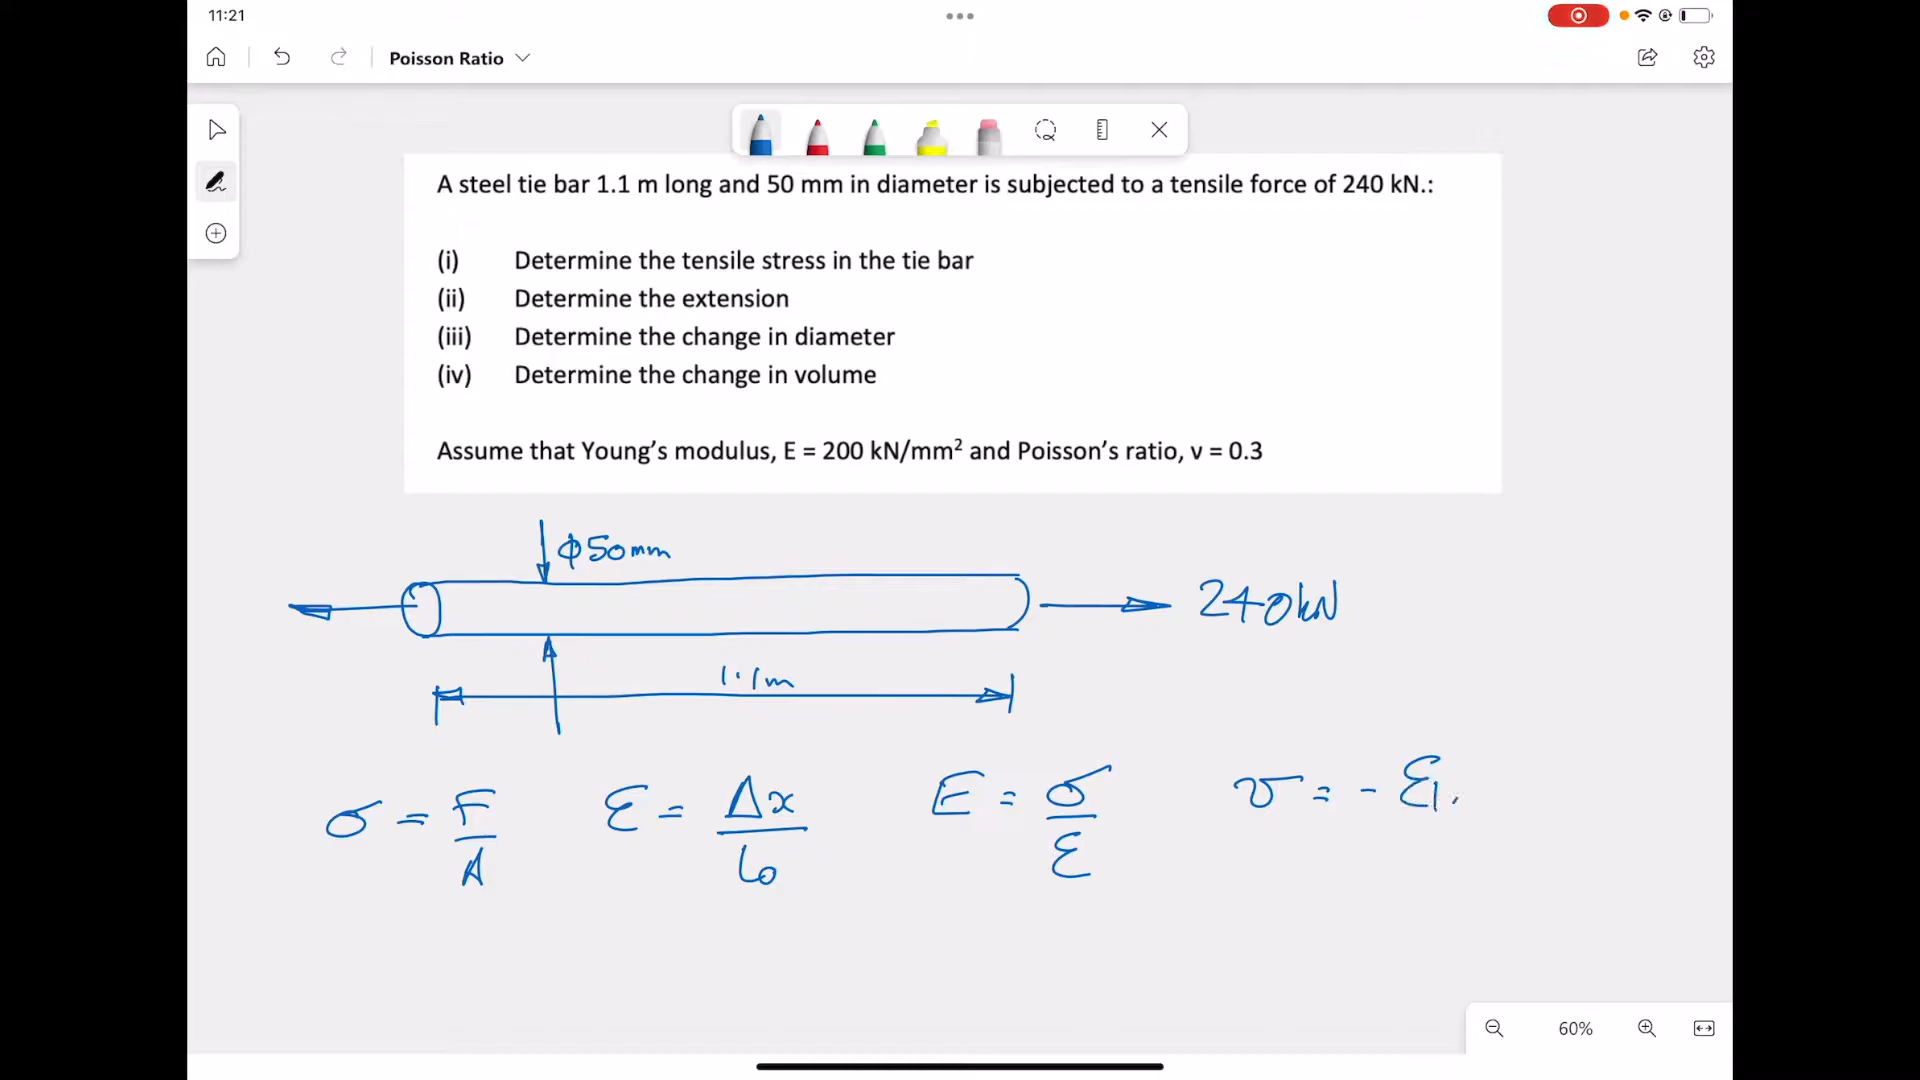 11:21
Poisson Ratio
A steel tie bar 1.1 m long and 50 mm in diameter is subjected to a tensile force of 240 kN.:
(i) Determine the tensile stress in the tie bar
(ii) Determine the extension
(iii) Determine the change in diameter
(iv) Determine the change in volume
Assume that Young's modulus, E = 200 kN/mm² and Poisson's ratio, ν = 0.3
ϕ50mm
240kN
1.1m
σ = F/A
ε = Δx/L₀
E = σ/ε
ν = - ε
60%